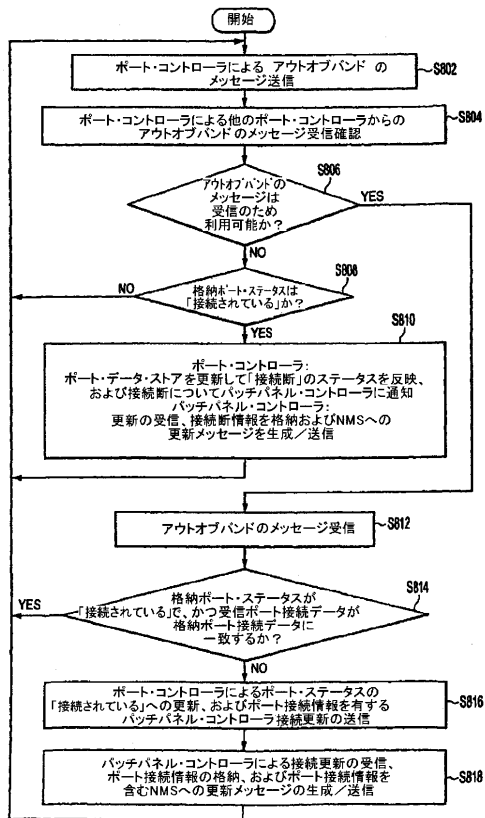 開始
ポート・コントローラによる アウトオブバンド の
メッセージ送信
S802
ポート・コントローラによる他のポート・コントローラからの
アウトオブバンドのメッセージ受信確認
S804
アウトオブバンドの
メッセージは
受信のため
利用可能か?
S806
YES
NO
格納ポート・ステータスは
「接続されている」か?
S808
NO
YES
S810
ポート・コントローラ:
ポート・データ・ストアを更新して「接続断」のステータスを反映、
および接続断についてパッチパネル・コントローラに通知
パッチパネル・コントローラ:
更新の受信、接続断情報を格納およびNMSへの
更新メッセージを生成/送信
アウトオブバンドのメッセージ受信
S812
格納ポート・ステータスが
「接続されている」で、かつ受信ポート接続データが
格納ポート接続データに
一致するか?
S814
YES
NO
ポート・コントローラによるポート・ステータスの
「接続されている」への更新、およびポート接続情報を有する
パッチパネル・コントローラ接続更新の送信
S816
パッチパネル・コントローラによる接続更新の受信、
ポート接続情報の格納、およびポート接続情報を
含むNMSへの更新メッセージの生成/送信
S818